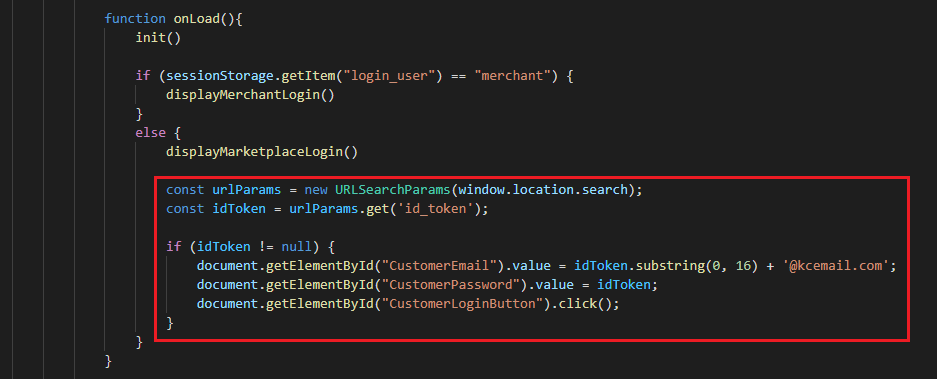 function onLoad(){
init()
if (sessionStorage.getItem("login_user") == "merchant") {
displayMerchantLogin()
}
else {
displayMarketplaceLogin()
const urlParams = new URLSearchParams(window.location.search);
const idToken = urlParams.get('id_token');
if (idToken != null) {
document.getElementById("CustomerEmail").value = idToken.substring(0, 16) + '@kcemail.com';
document.getElementById("CustomerPassword").value = idToken;
document.getElementById("CustomerLoginButton").click();
}
}
}